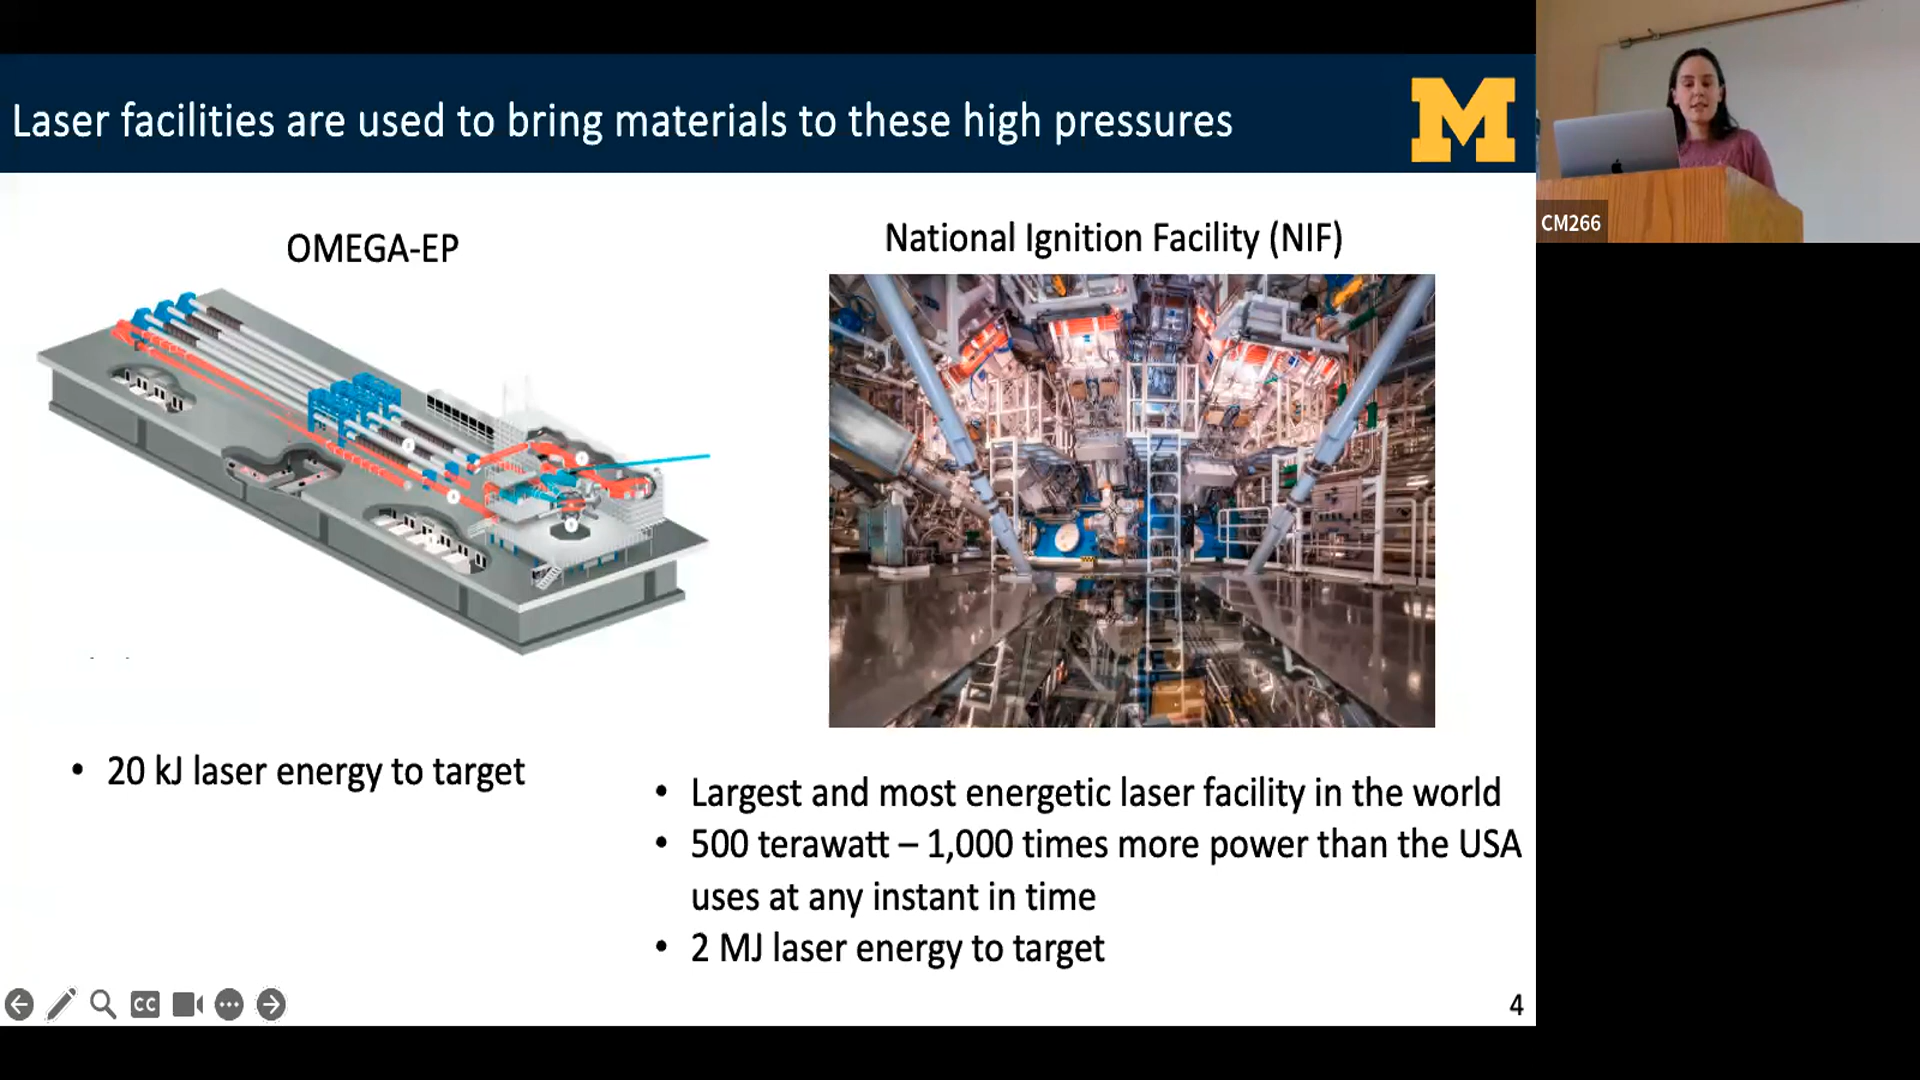 Laser facilities are used to bring materials to these high pressures
M
CM266
OMEGA-EP
National Ignition Facility (NIF)
• 20 kJ laser energy to target
• Largest and most energetic laser facility in the world
• 500 terawatt – 1,000 times more power than the USA
uses at any instant in time
• 2 MJ laser energy to target
CC
4